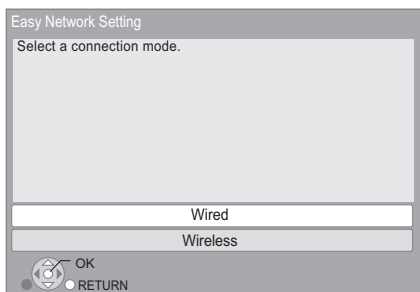 Easy Network Setting
Select a connection mode.
Wired
Wireless
OK
RETURN